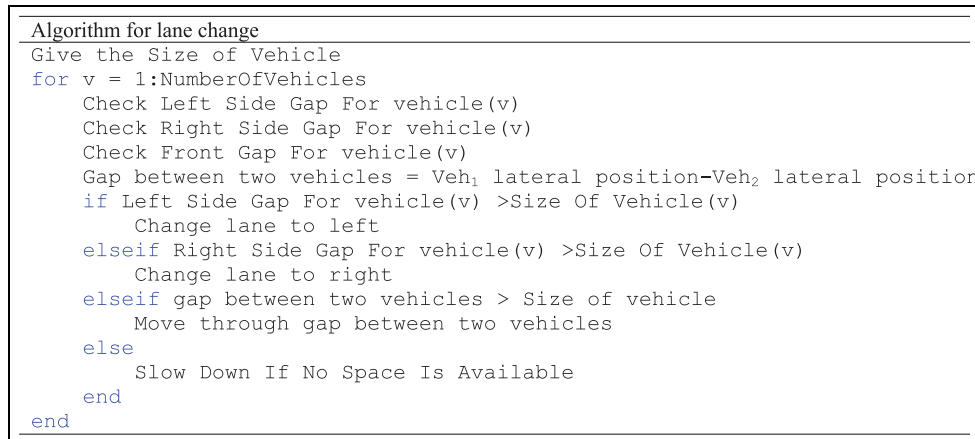 Algorithm for lane change
Give the Size of Vehicle
for v = 1:NumberOfVehicles
    Check Left Side Gap For vehicle(v)
    Check Right Side Gap For vehicle(v)
    Check Front Gap For vehicle(v)
    Gap between two vehicles = Veh₁ lateral position-Veh₂ lateral position
    if Left Side Gap For vehicle(v) >Size Of Vehicle(v)
        Change lane to left
    elseif Right Side Gap For vehicle(v) >Size Of Vehicle(v)
        Change lane to right
    elseif gap between two vehicles > Size of vehicle
        Move through gap between two vehicles
    else
        Slow Down If No Space Is Available
    end
end